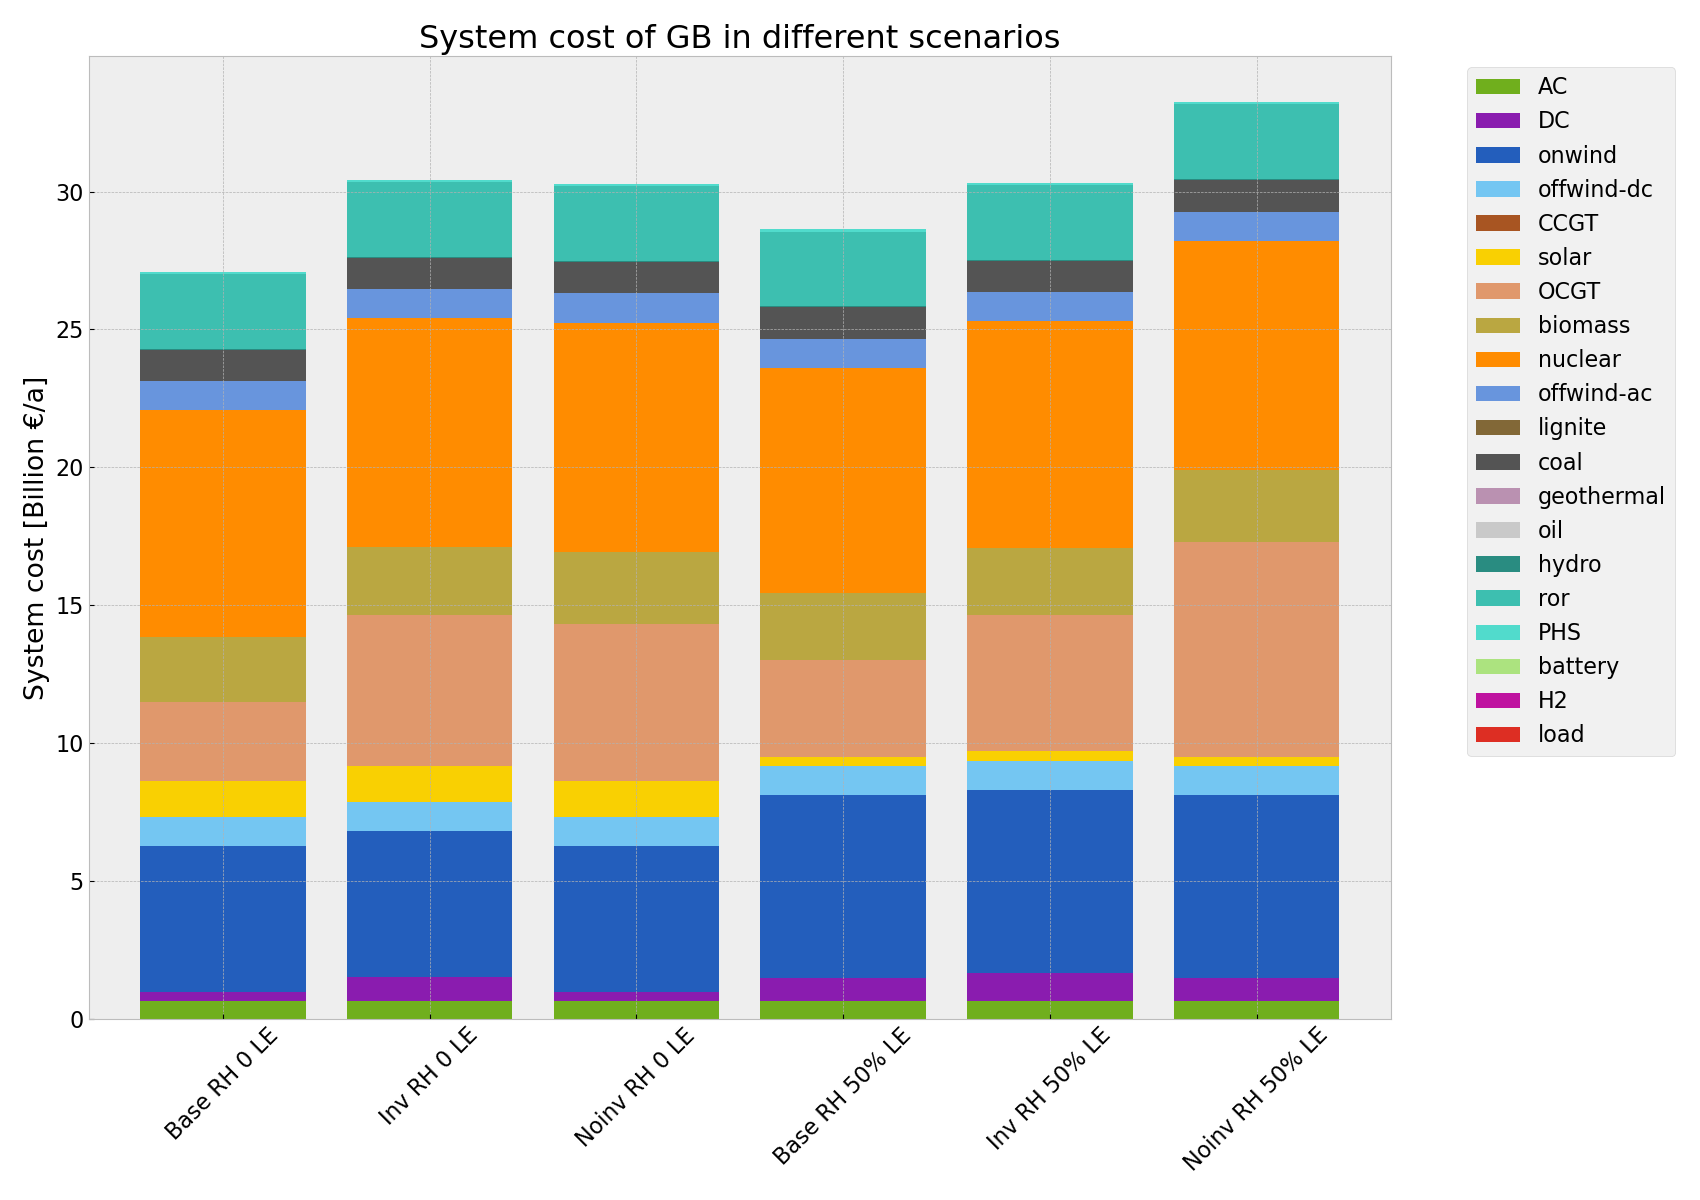 System cost of GB in different scenarios
System cost [Billion €/a]
30
25
20
15
10
5
0
Base RH 0 LE
Inv RH 0 LE
Noinv RH 0 LE
Base RH 50% LE
Inv RH 50% LE
Noinv RH 50% LE
AC
DC
onwind
offwind-dc
CCGT
solar
OCGT
biomass
nuclear
offwind-ac
lignite
coal
geothermal
oil
hydro
ror
PHS
battery
H2
load